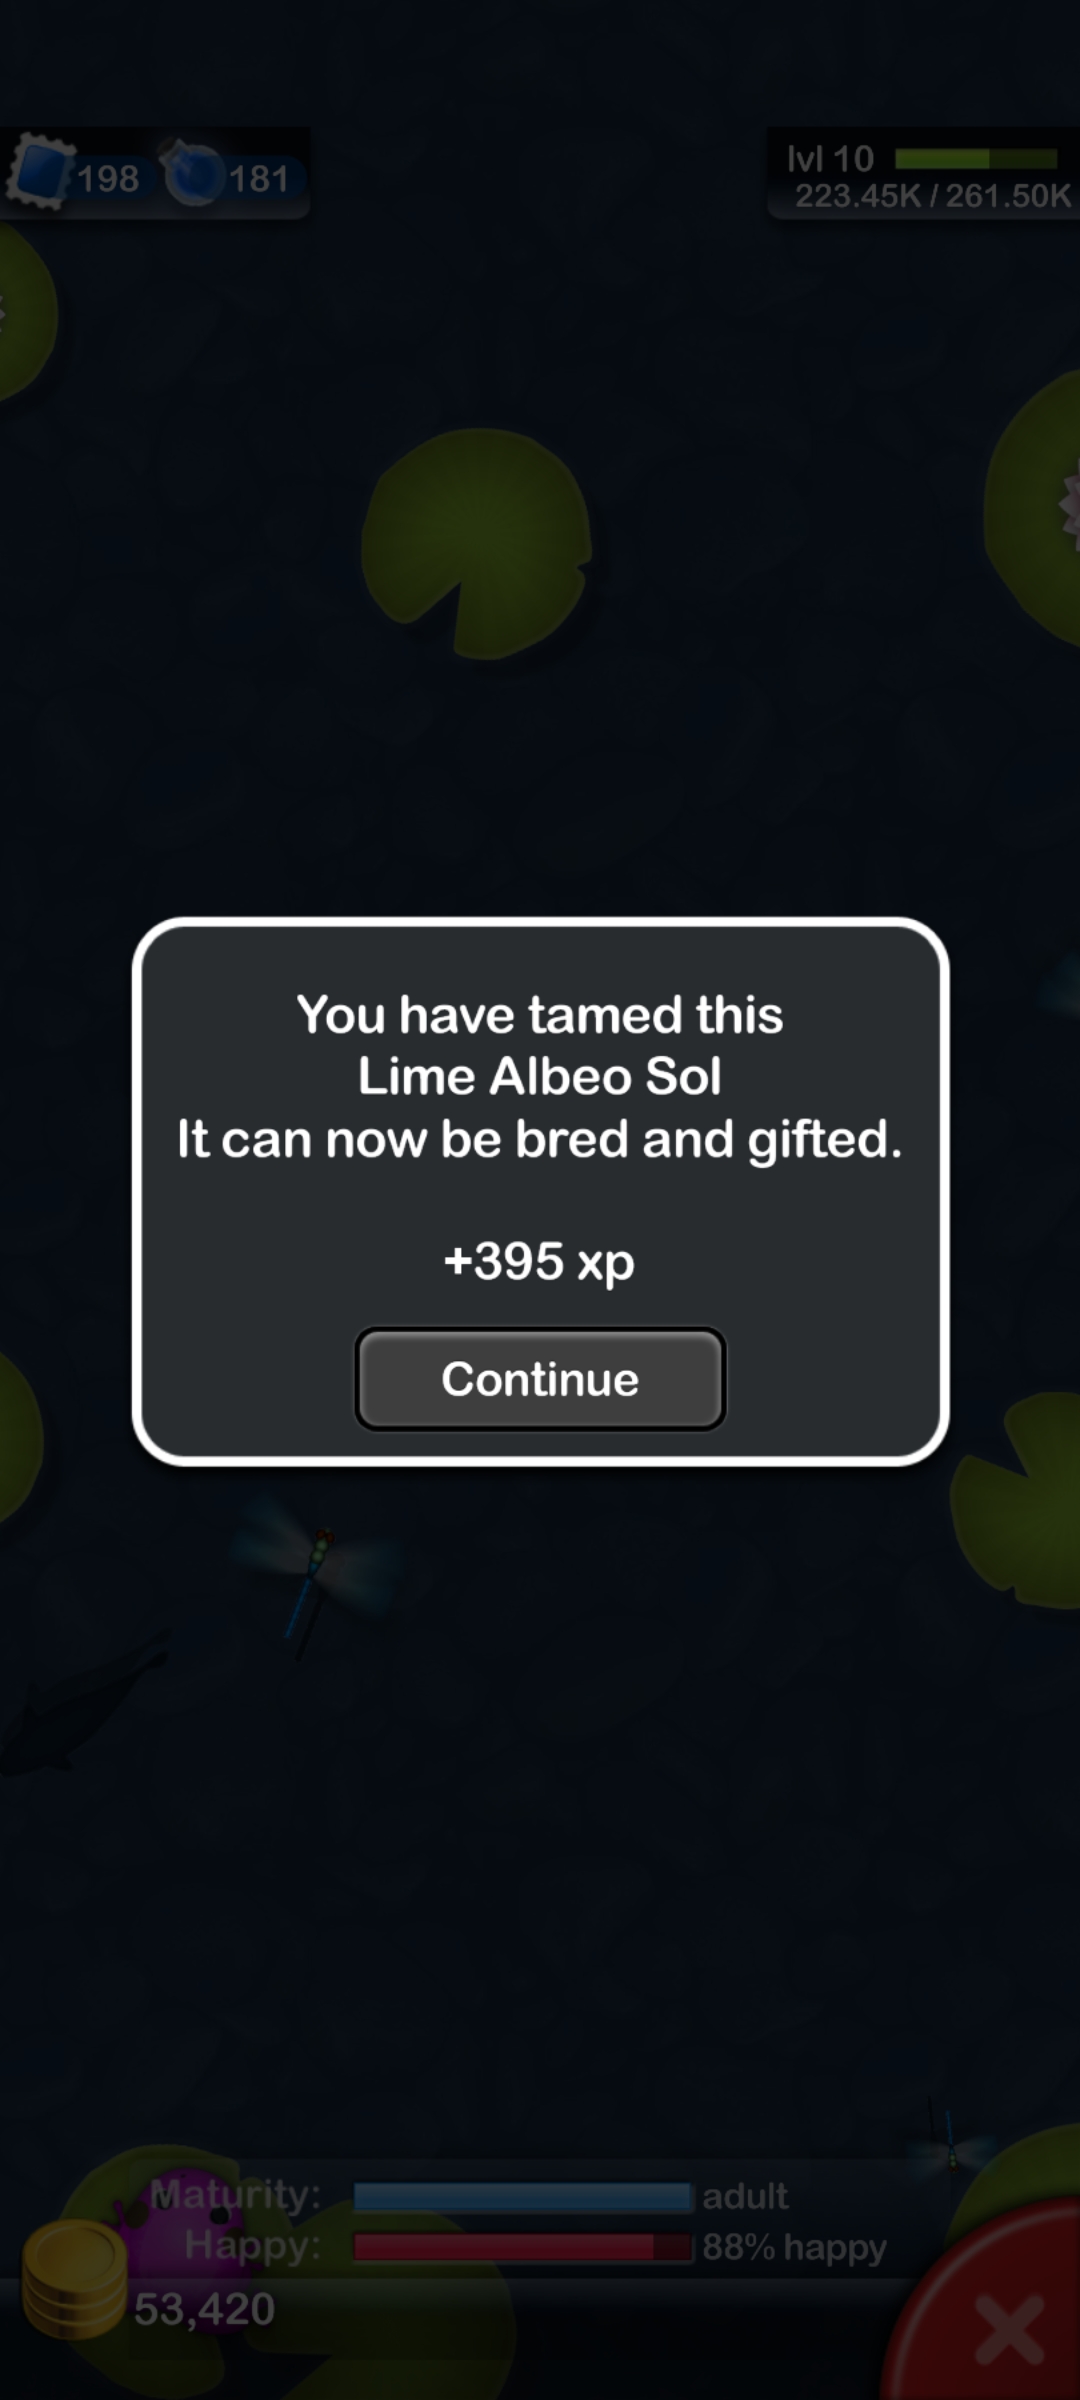 198 181
lvl 10
223.45K / 261.50K
You have tamed this
Lime Albeo Sol
It can now be bred and gifted.
+395 xp
Continue
Maturity: adult
Happy: 88% happy
53,420